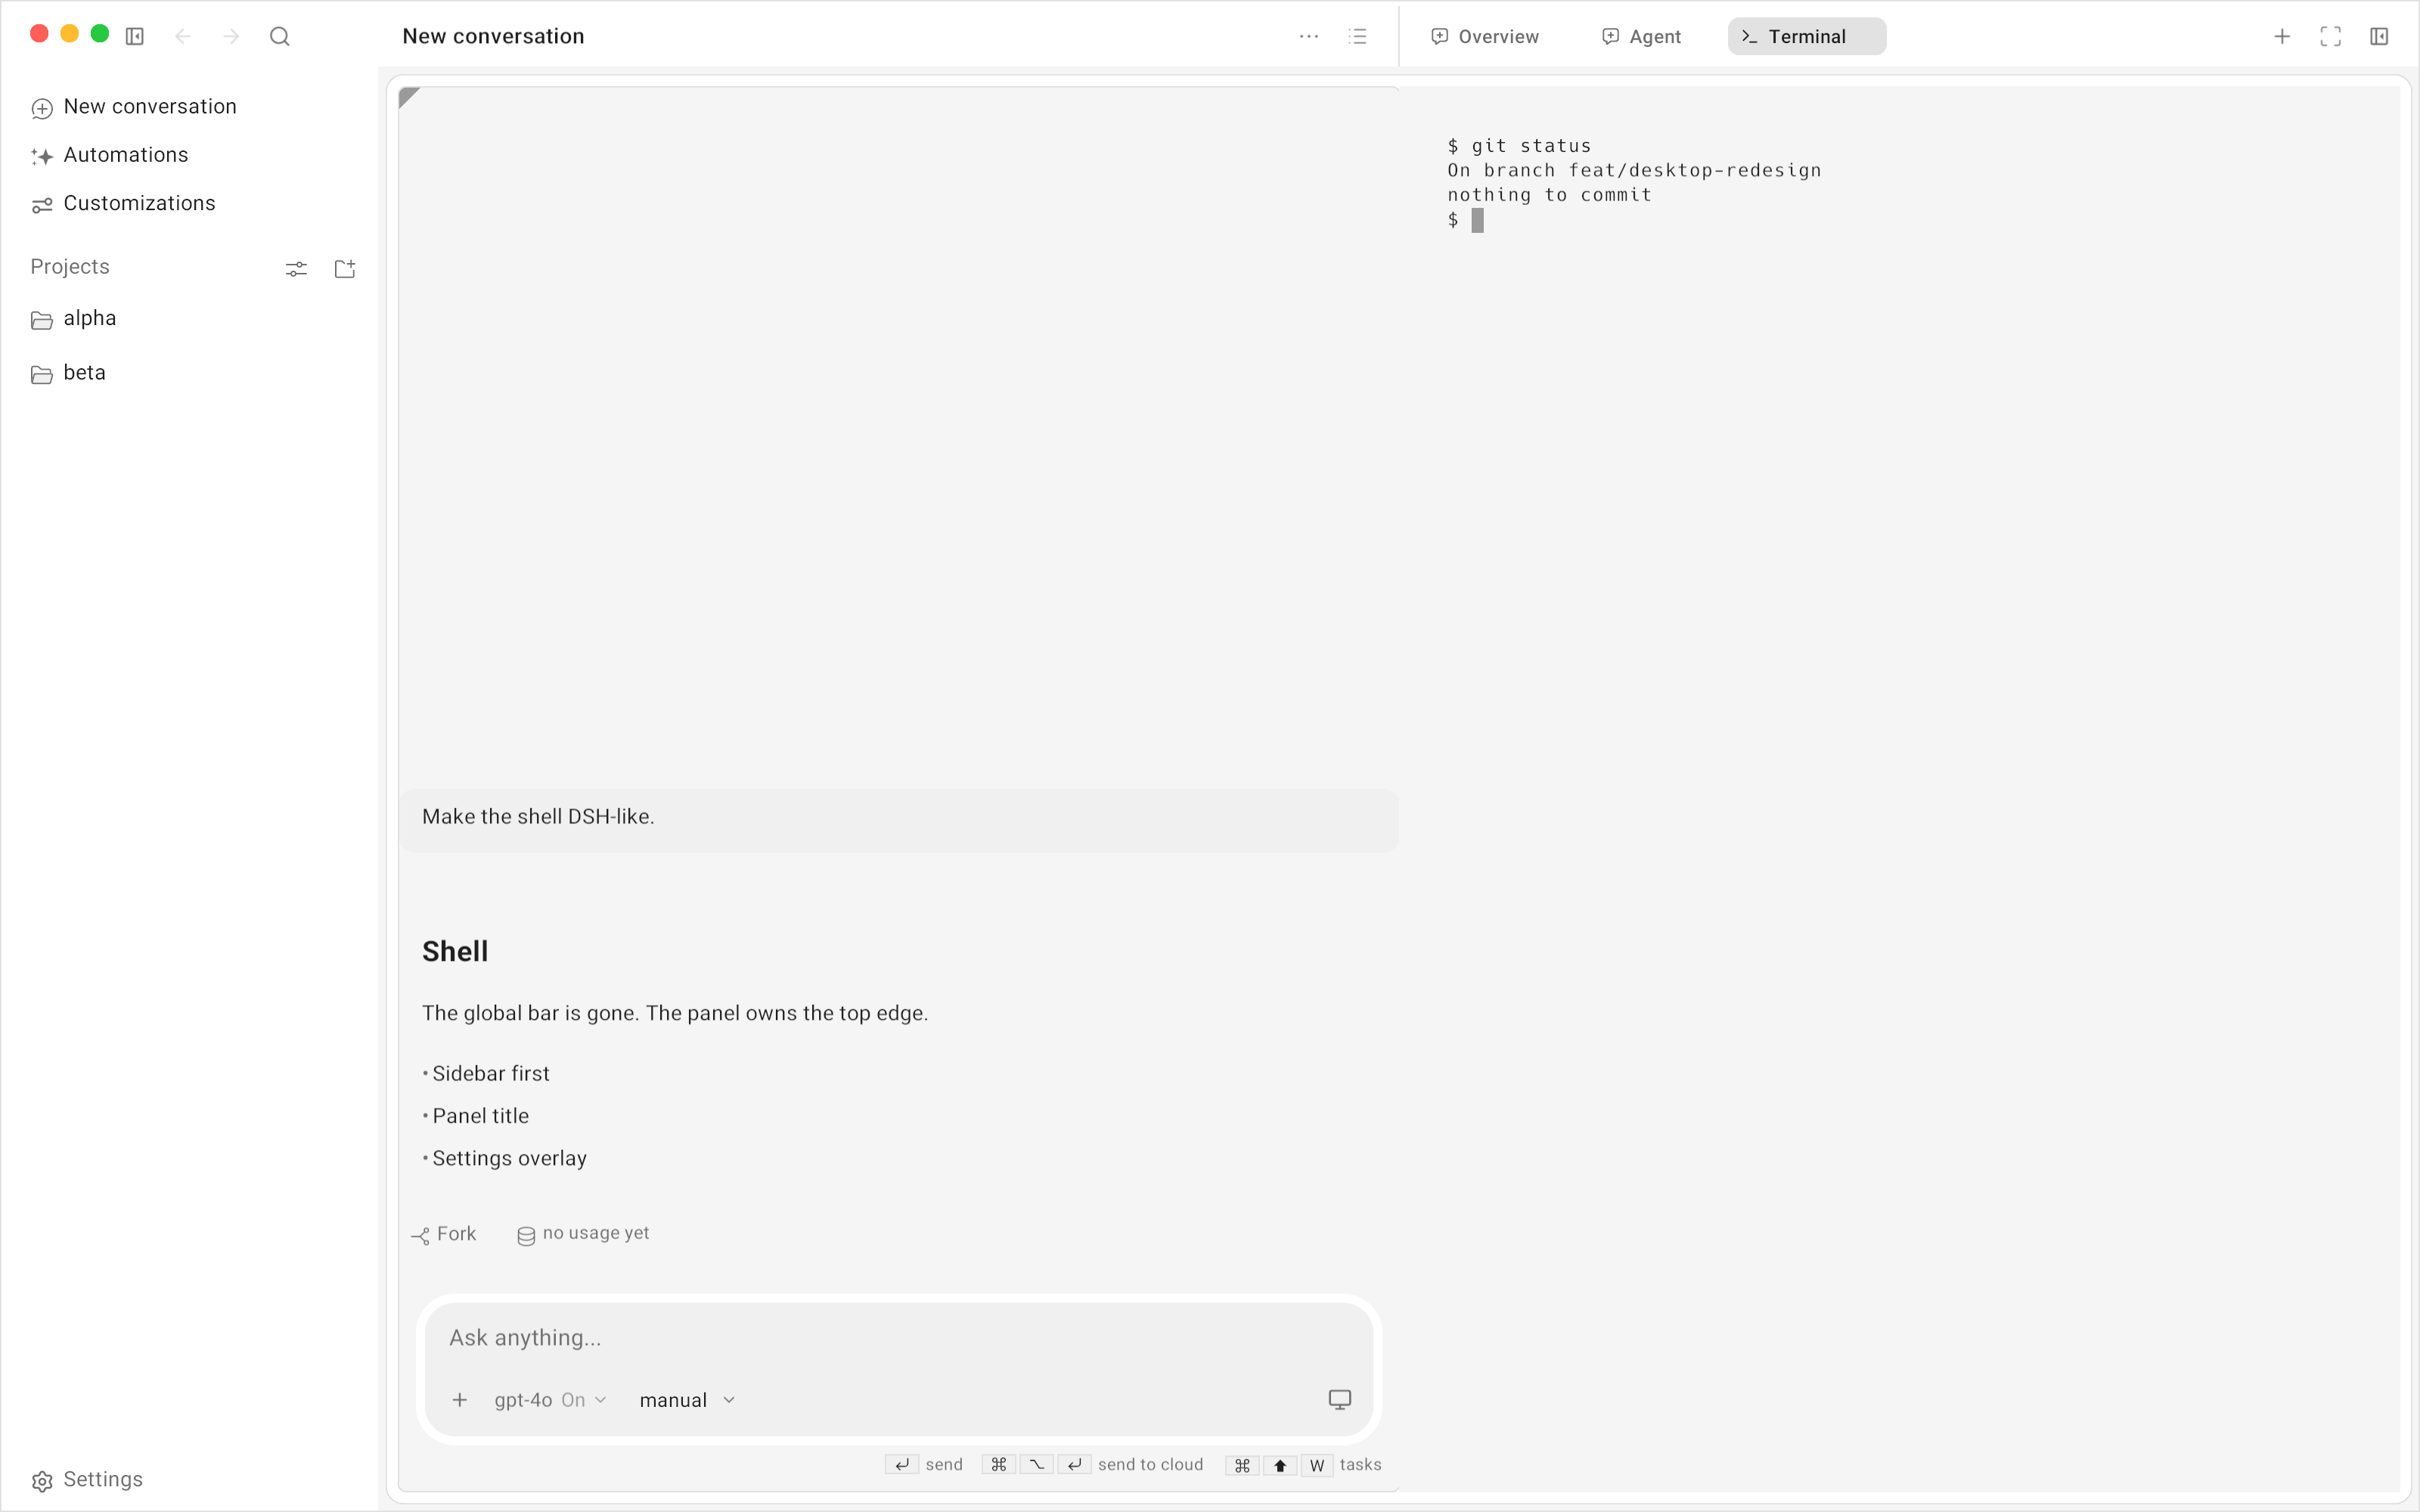 New conversation
Overview
Agent
Terminal
New conversation
Automations
Customizations
Projects
alpha
beta
Settings
Make the shell DSH-like.
Shell
The global bar is gone. The panel owns the top edge.
• Sidebar first
• Panel title
• Settings overlay
Fork no usage yet
Ask anything...
gpt-4o On manual
send ⌘ ⌥ send to cloud ⌘ W tasks
$ git status
On branch feat/desktop-redesign
nothing to commit
$